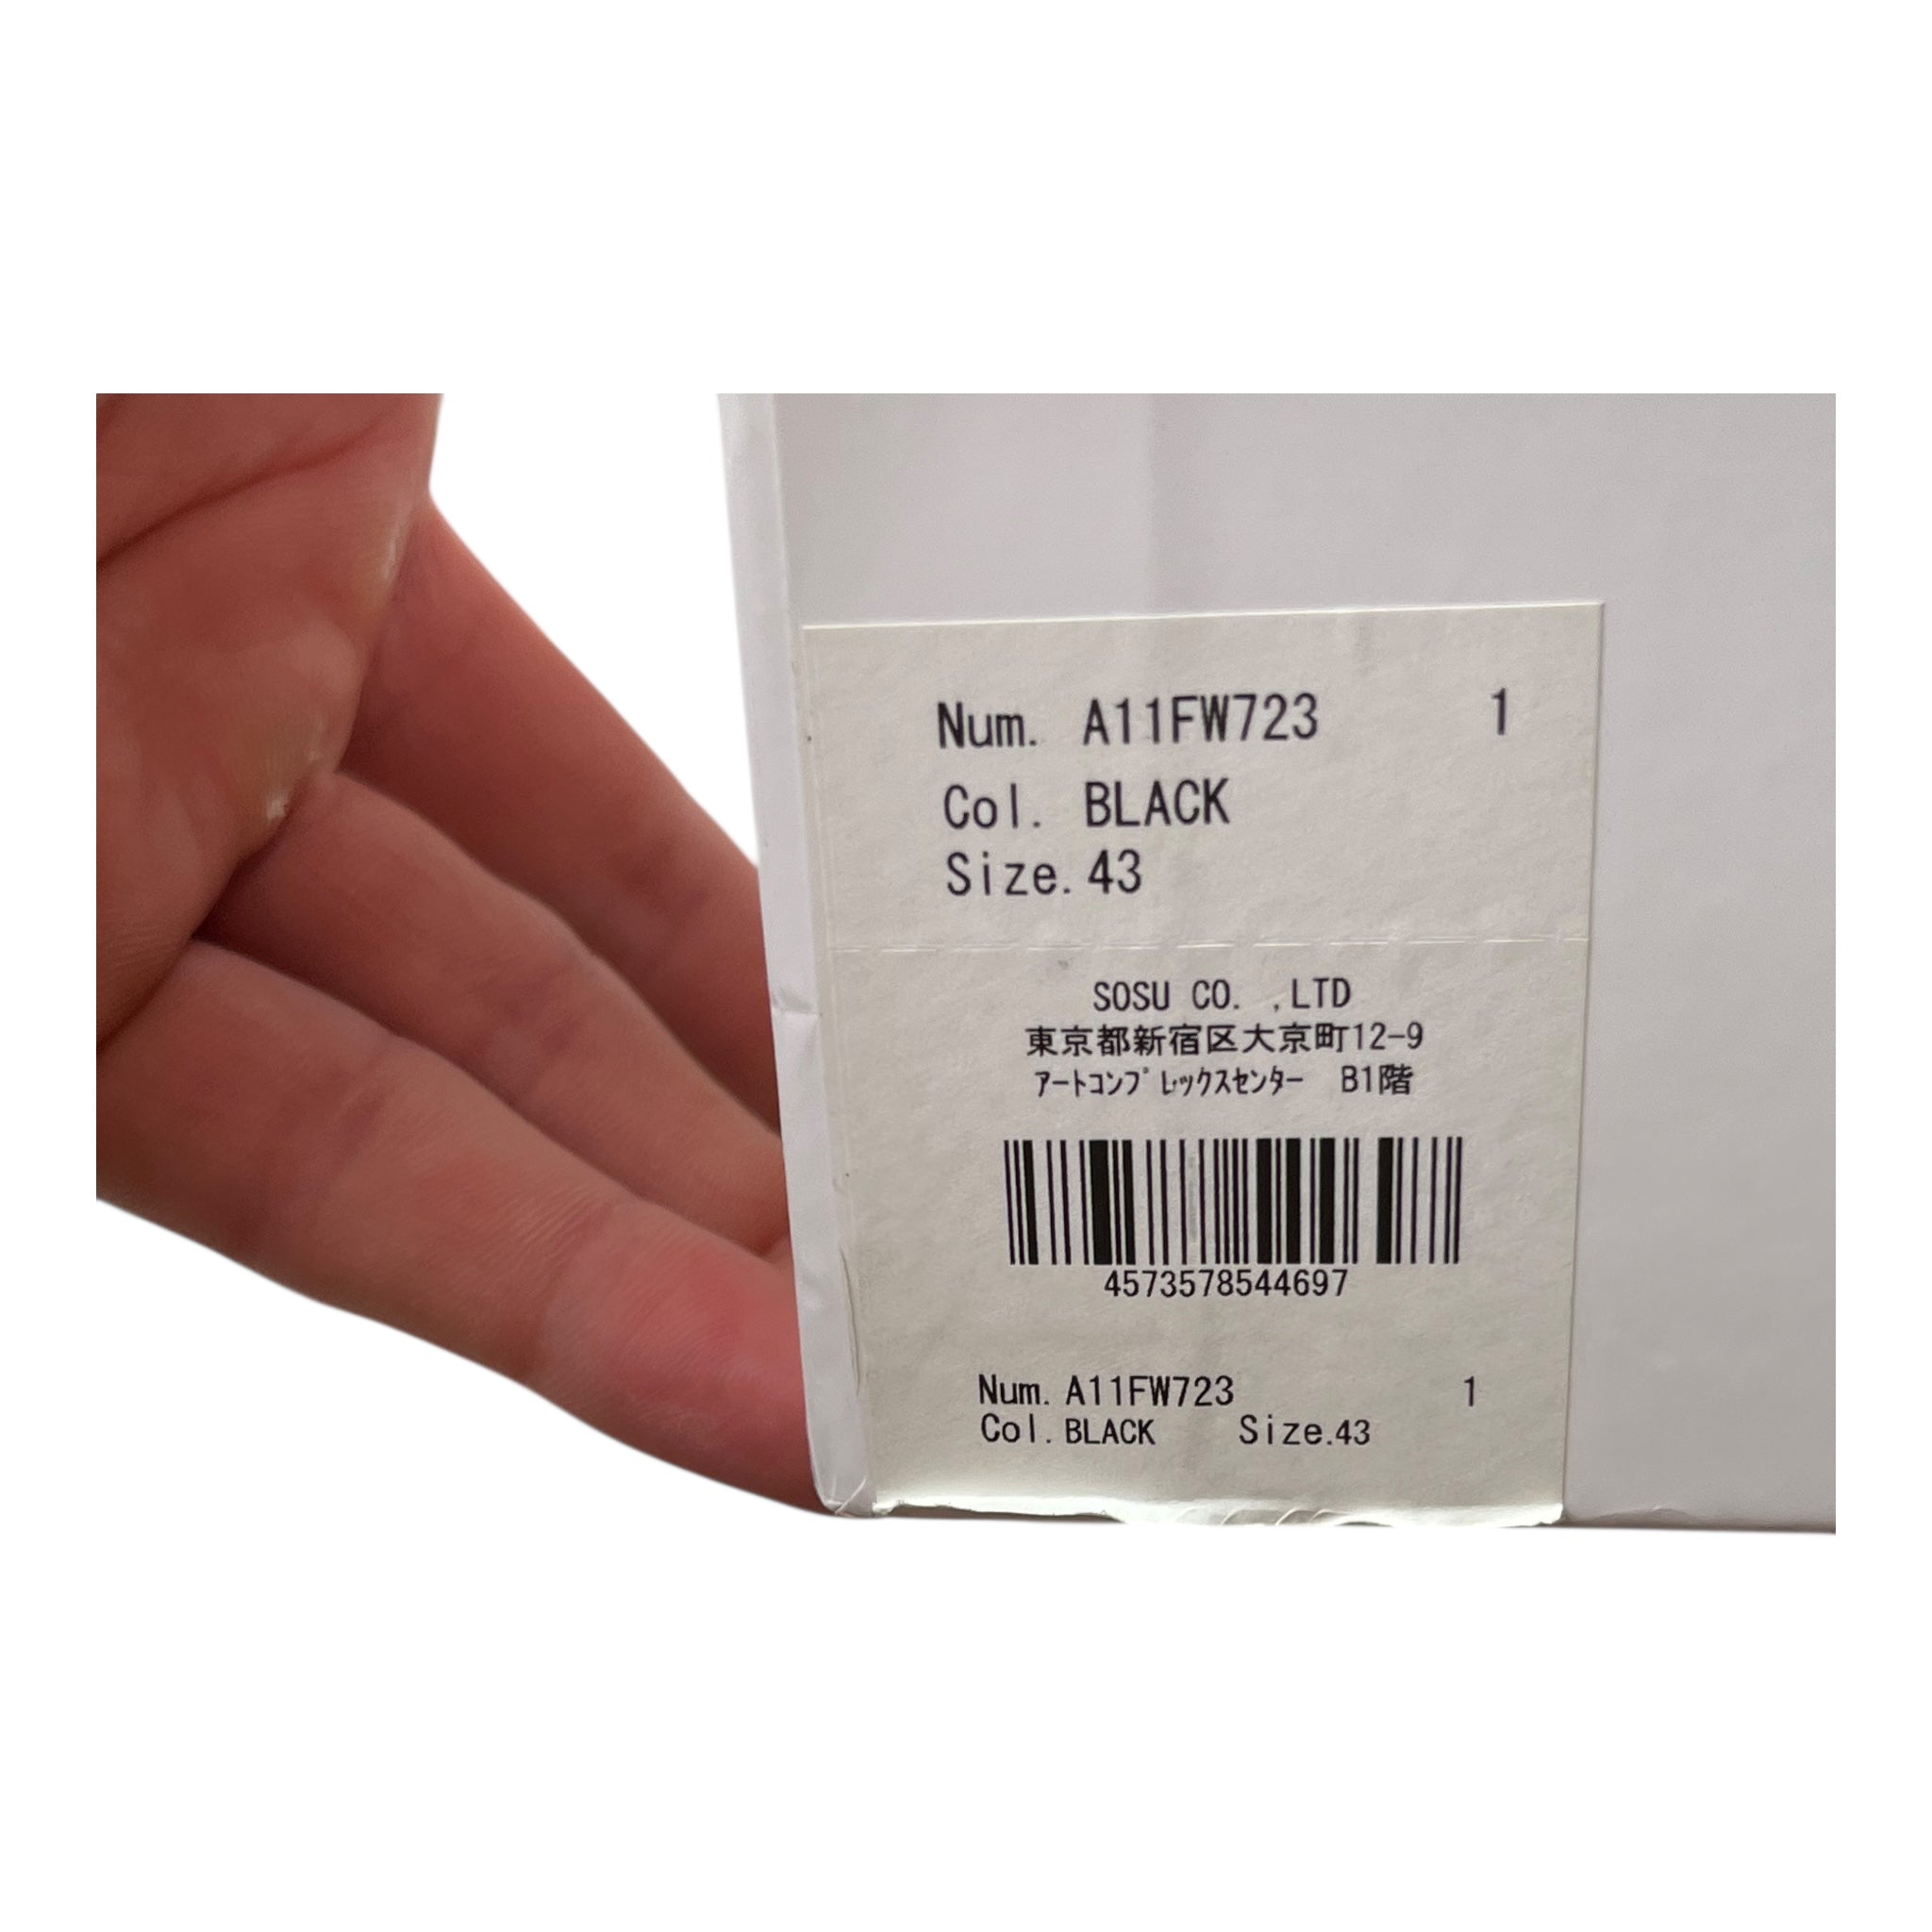 Num. A11FW723 1
Col. BLACK
Size. 43
SOSU CO. ,LTD
東京都新宿区大京町12-9
ｱｰﾄｺﾝﾌﾟﾚｯｸｽｾﾝﾀｰ B1階
4573578544697
Num. A11FW723 1
Col. BLACK Size.43